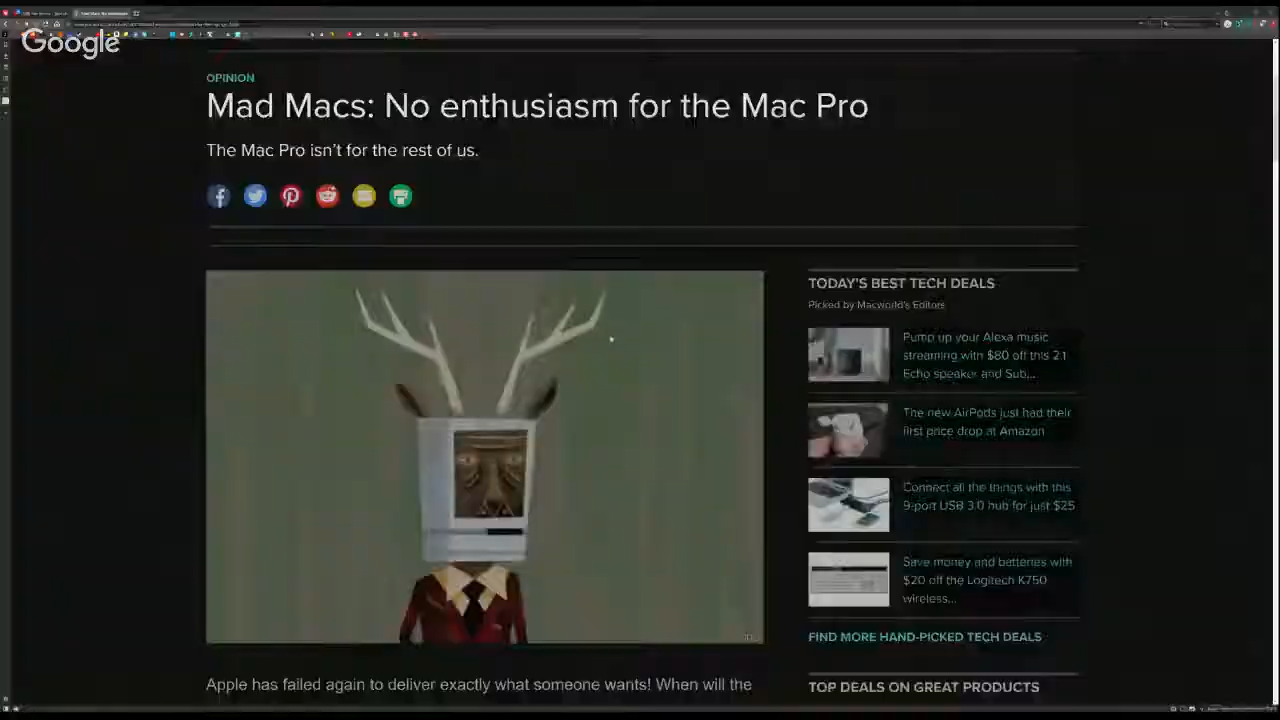 Google
OPINION
Mad Macs: No enthusiasm for the Mac Pro
The Mac Pro isn't for the rest of us.
TODAY'S BEST TECH DEALS
Picked by Macworld's Editors
Pump up your Alexa music
streaming with $80 off this 2.1
Echo speaker and Sub...
The new AirPods just had their
first price drop at Amazon
Connect all the things with this
9-port USB 3.0 hub for just $25
Save money and batteries with
$20 off the Logitech K750
wireless...
FIND MORE HAND-PICKED TECH DEALS
Apple has failed again to deliver exactly what someone wants! When will the
TOP DEALS ON GREAT PRODUCTS